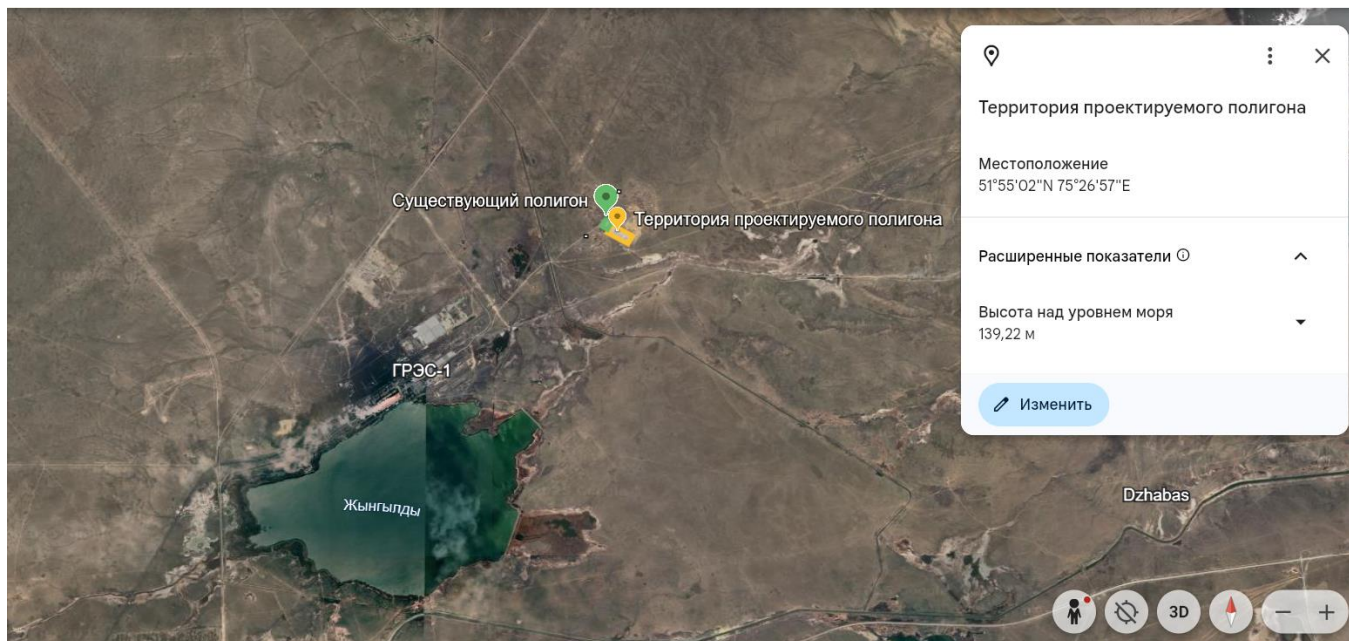 Территория проектируемого полигона
Местоположение
51°55'02"N 75°26'57"E
Расширенные показатели
Высота над уровнем моря
139,22 м
Изменить
Существующий полигон
Территория проектируемого полигона
ГРЭС-1
Жынгылды
Dzhabas
3D